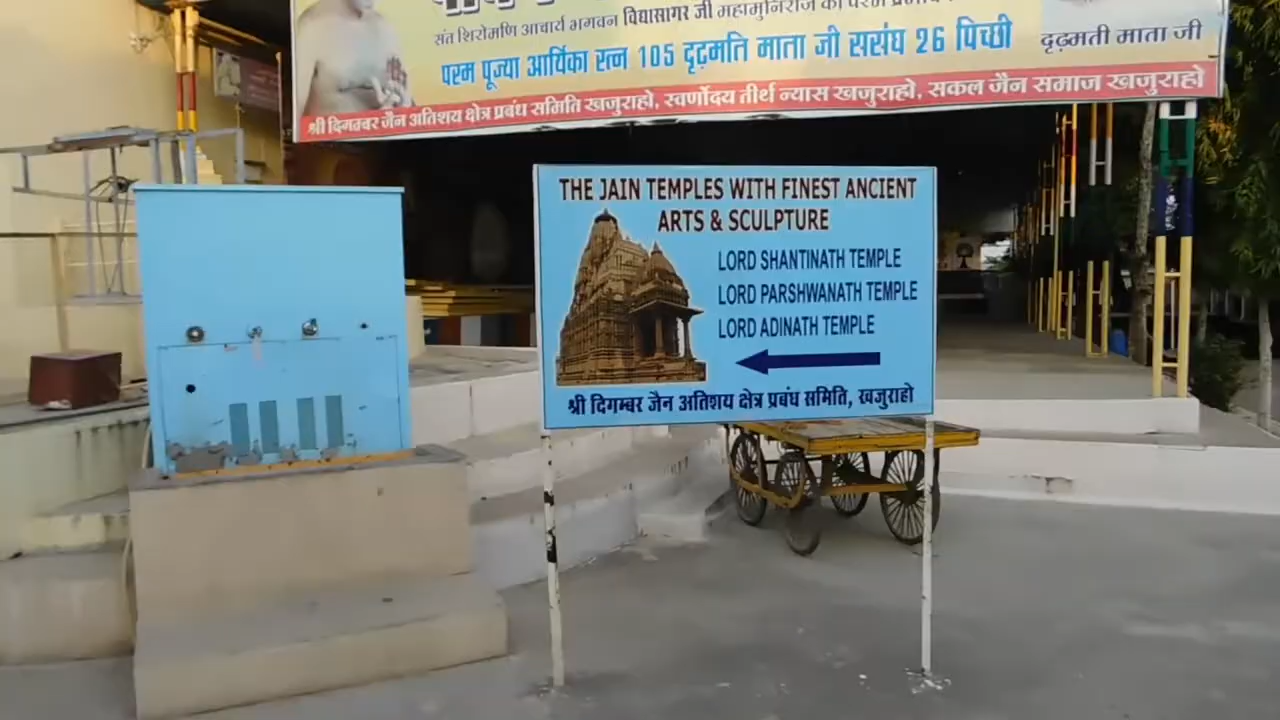 संत शिरोमणि आचार्य भगवन विद्यासागर जी महामुनिराज की परम
परम पूज्या आर्यिका रत्न 105 दृढ़मति माता जी ससंघ 26 पिच्छी
दृढ़मती माता जी
श्री दिगम्बर जैन अतिशय क्षेत्र प्रबंध समिति खजुराहो, स्वर्णोदय तीर्थ न्यास खजुराहो, सकल जैन समाज खजुराहो
THE JAIN TEMPLES WITH FINEST ANCIENT
ARTS & SCULPTURE
LORD SHANTINATH TEMPLE
LORD PARSHWANATH TEMPLE
LORD ADINATH TEMPLE
श्री दिगम्बर जैन अतिशय क्षेत्र प्रबंध समिति, खजुराहो